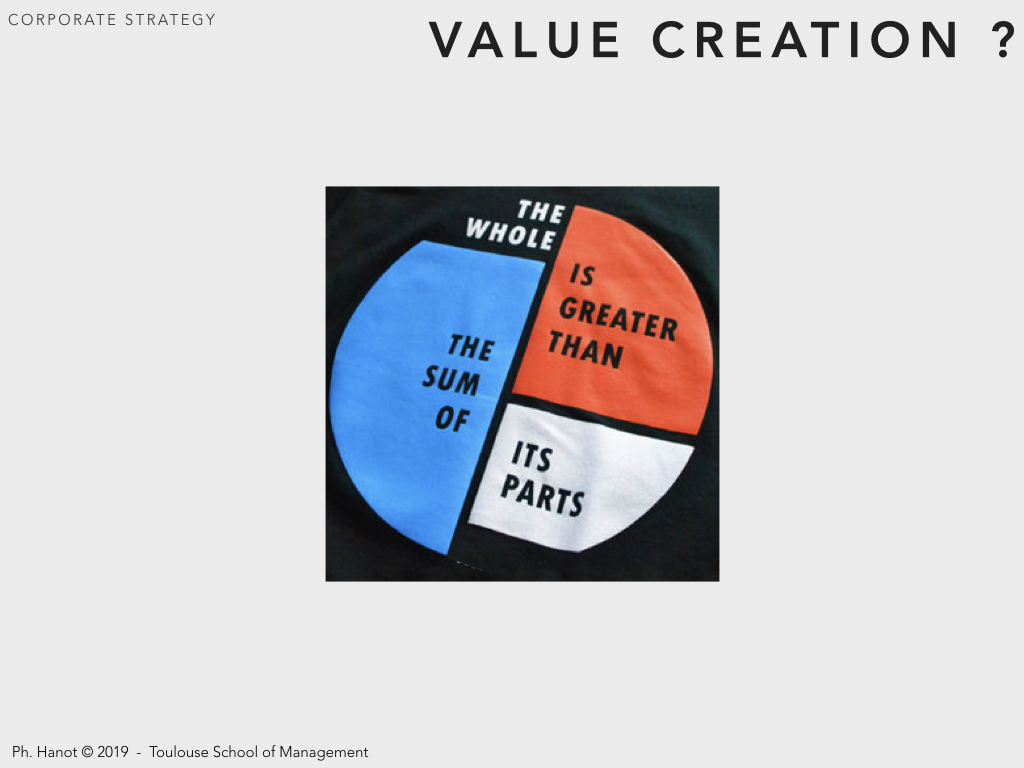 CORPORATE STRATEGY
VALUE CREATION ?
THE
WHOLE
IS
GREATER
THAN
THE
SUM
OF
ITS
PARTS
Ph. Hanot © 2019 - Toulouse School of Management